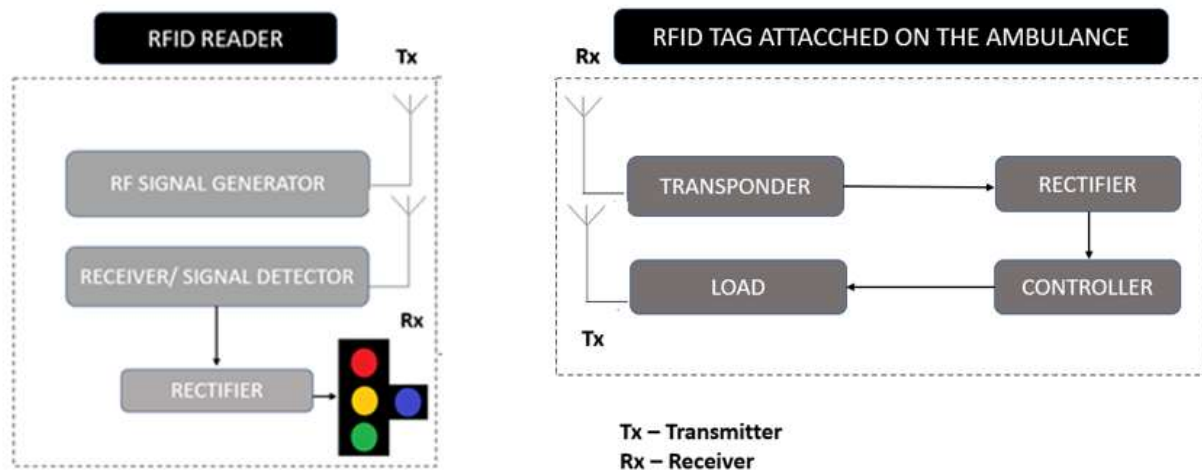 RFID READER
Tx
RF SIGNAL GENERATOR
RECEIVER/ SIGNAL DETECTOR
Rx
RECTIFIER
RFID TAG ATTACCHED ON THE AMBULANCE
Rx
TRANSPONDER
RECTIFIER
LOAD
CONTROLLER
Tx
Tx – Transmitter
Rx – Receiver